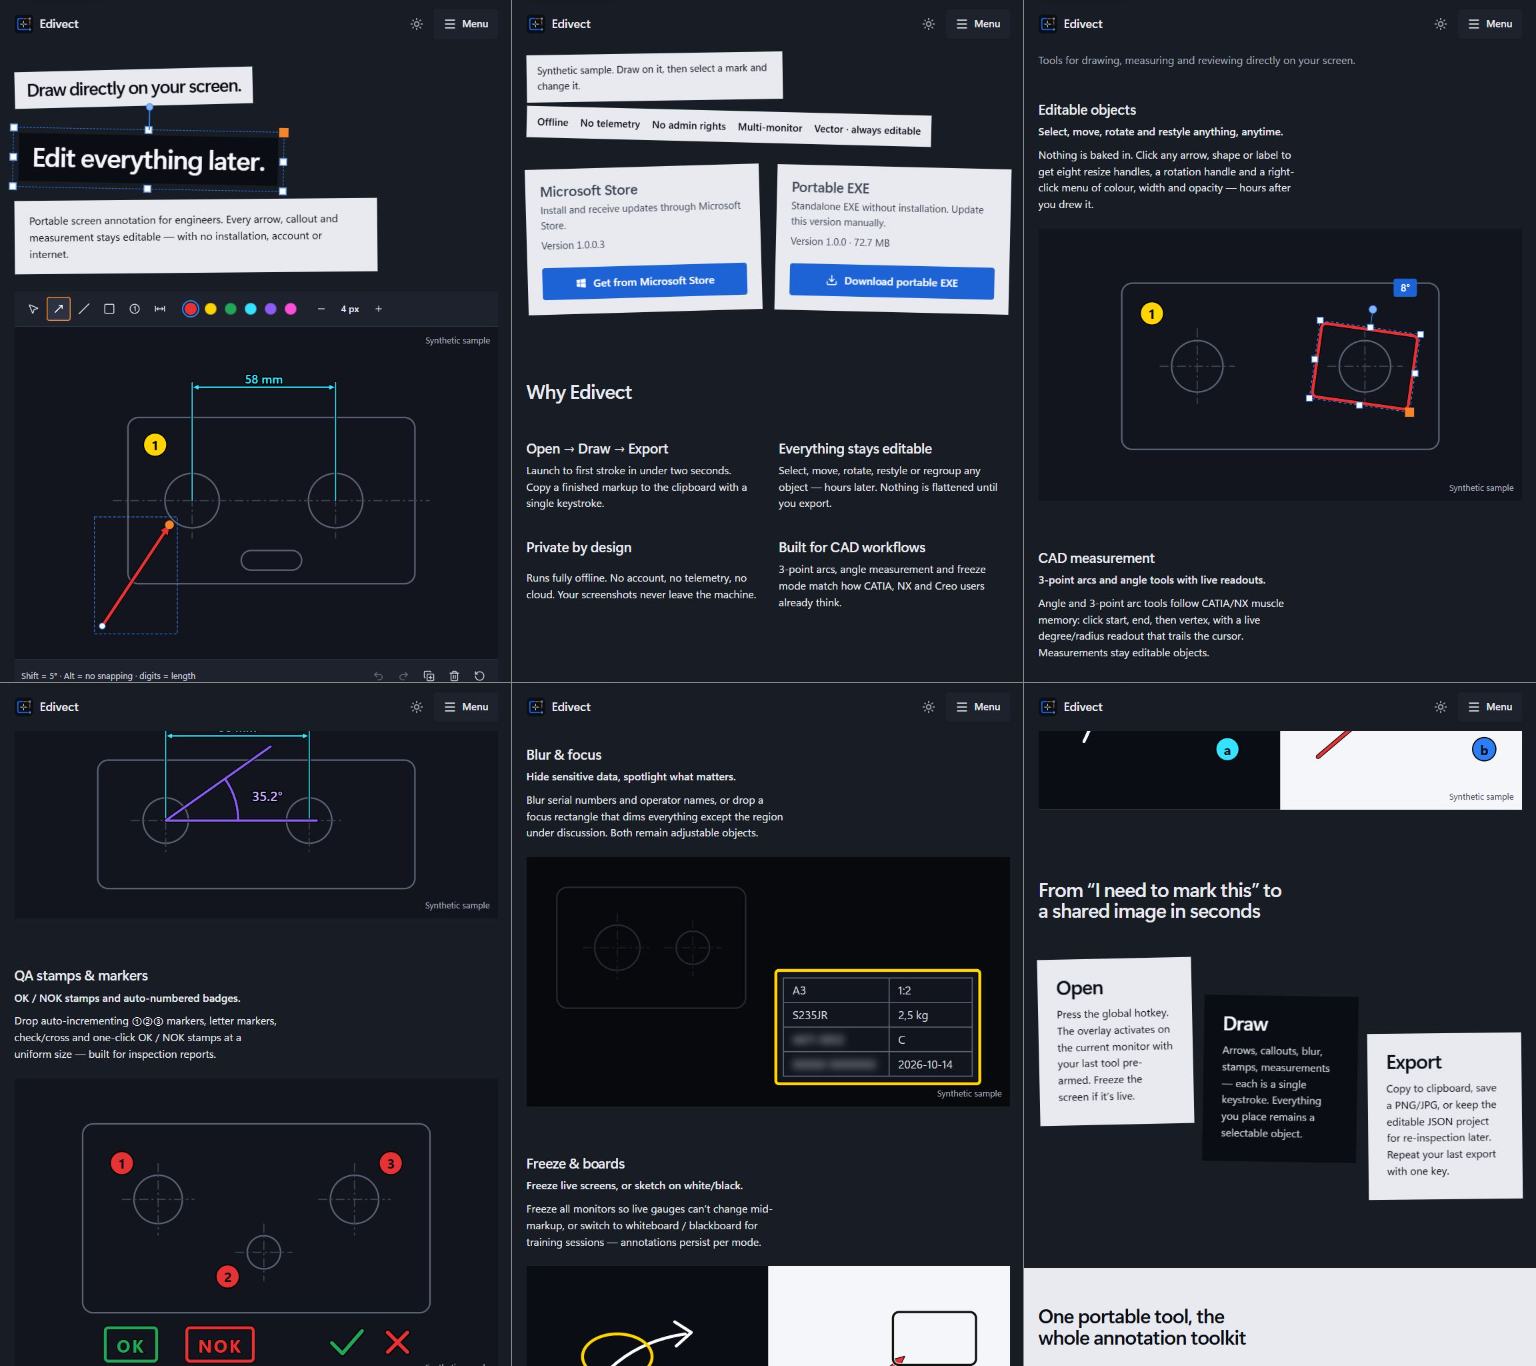 Edivect
Menu
Draw directly on your screen.
Edit everything later.
Portable screen annotation for engineers. Every arrow, callout and
measurement stays editable — with no installation, account or
internet.
4 px
Synthetic sample
58 mm
1
Shift = 5° · Alt = no snapping · digits = length
Edivect
Menu
Synthetic sample. Draw on it, then select a mark and
change it.
Offline No telemetry No admin rights Multi-monitor Vector · always editable
Microsoft Store
Install and receive updates through Microsoft
Store.
Version 1.0.0.3
Get from Microsoft Store
Portable EXE
Standalone EXE without installation. Update
this version manually.
Version 1.0.0 · 72.7 MB
Download portable EXE
Why Edivect
Open → Draw → Export
Launch to first stroke in under two seconds.
Copy a finished markup to the clipboard with a
single keystroke.
Everything stays editable
Select, move, rotate, restyle or regroup any
object — hours later. Nothing is flattened until
you export.
Private by design
Runs fully offline. No account, no telemetry, no
cloud. Your screenshots never leave the machine.
Built for CAD workflows
3-point arcs, angle measurement and freeze
mode match how CATIA, NX and Creo users
already think.
Edivect
Menu
Tools for drawing, measuring and reviewing directly on your screen.
Editable objects
Select, move, rotate and restyle anything, anytime.
Nothing is baked in. Click any arrow, shape or label to
get eight resize handles, a rotation handle and a right-
click menu of colour, width and opacity — hours after
you drew it.
8°
1
Synthetic sample
CAD measurement
3-point arcs and angle tools with live readouts.
Angle and 3-point arc tools follow CATIA/NX muscle
memory: click start, end, then vertex, with a live
degree/radius readout that trails the cursor.
Measurements stay editable objects.
Edivect
Menu
35.2°
Synthetic sample
QA stamps & markers
OK / NOK stamps and auto-numbered badges.
Drop auto-incrementing ①②③ markers, letter markers,
check/cross and one-click OK / NOK stamps at a
uniform size — built for inspection reports.
1
3
2
OK
NOK
Edivect
Menu
Blur & focus
Hide sensitive data, spotlight what matters.
Blur serial numbers and operator names, or drop a
focus rectangle that dims everything except the region
under discussion. Both remain adjustable objects.
A3 1:2
S235JR 2,5 kg
C
2026-10-14
Synthetic sample
Freeze & boards
Freeze live screens, or sketch on white/black.
Freeze all monitors so live gauges can't change mid-
markup, or switch to whiteboard / blackboard for
training sessions — annotations persist per mode.
Edivect
Menu
a
b
Synthetic sample
From “I need to mark this” to
a shared image in seconds
Open
Press the global hotkey.
The overlay activates on
the current monitor with
your last tool pre-
armed. Freeze the
screen if it's live.
Draw
Arrows, callouts, blur,
stamps, measurements
— each is a single
keystroke. Everything
you place remains a
selectable object.
Export
Copy to clipboard, save
a PNG/JPG, or keep the
editable JSON project
for re-inspection later.
Repeat your last export
with one key.
One portable tool, the
whole annotation toolkit